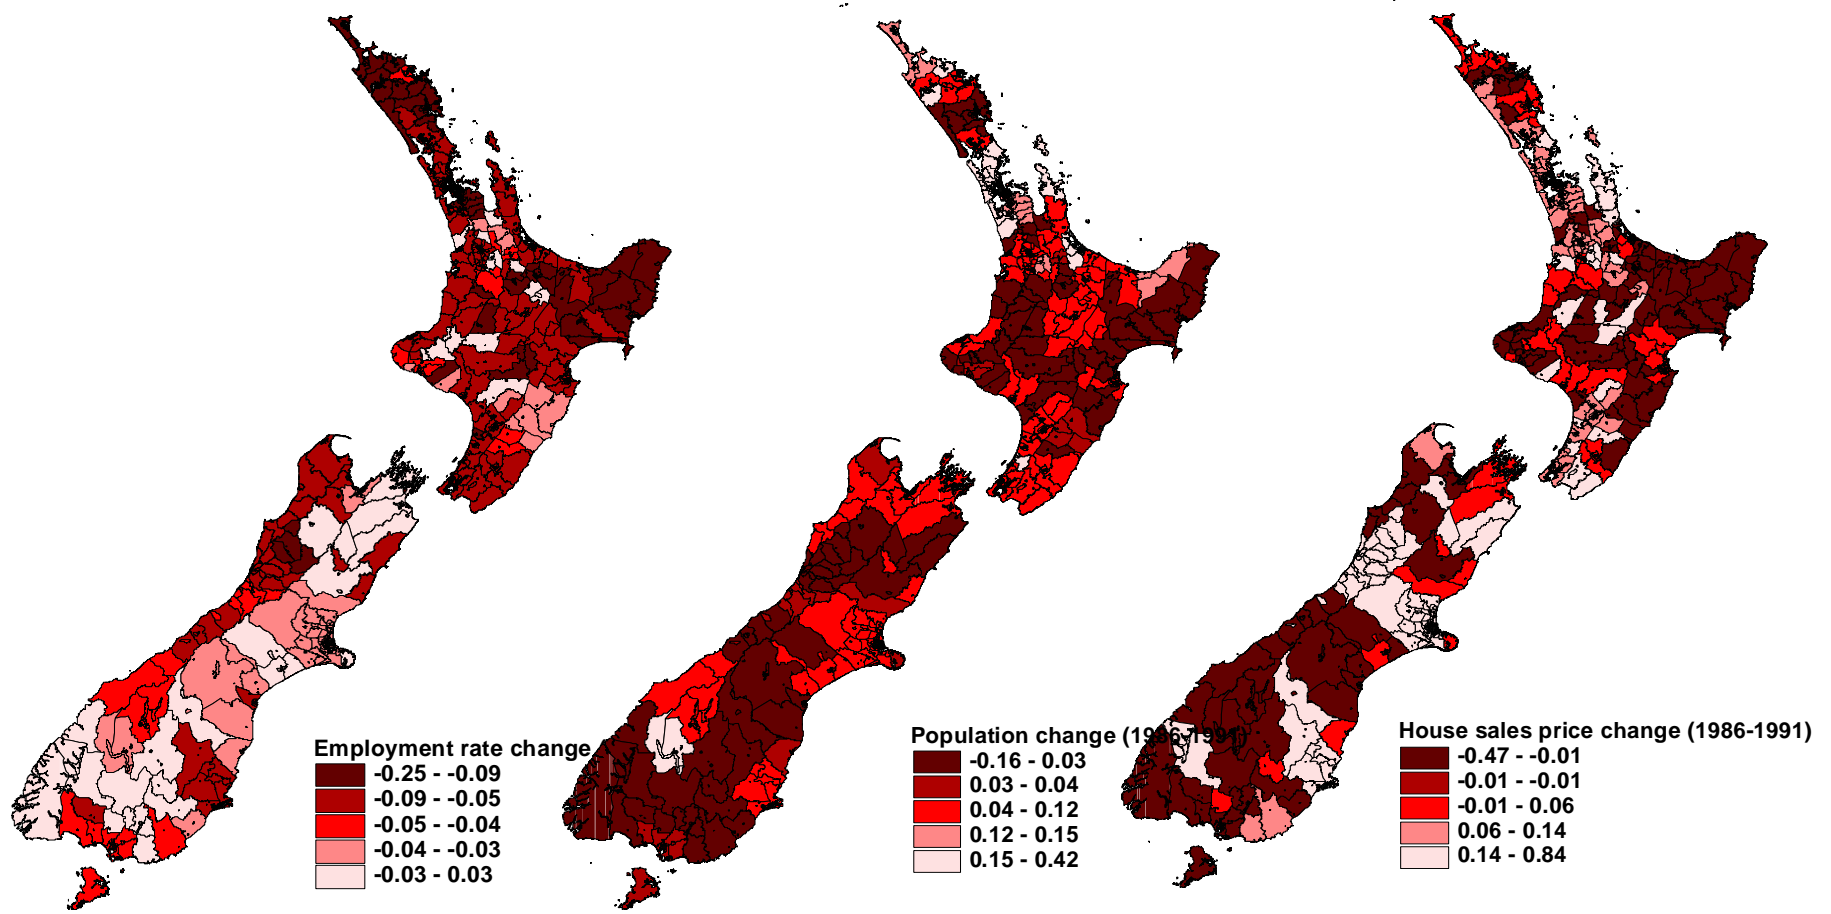 Employment rate change
-0.25 - -0.09
-0.09 - -0.05
-0.05 - -0.04
-0.04 - -0.03
-0.03 - 0.03
Population change (1986-1991)
-0.16 - 0.03
0.03 - 0.04
0.04 - 0.12
0.12 - 0.15
0.15 - 0.42
House sales price change (1986-1991)
-0.47 - -0.01
-0.01 - -0.01
-0.01 - 0.06
0.06 - 0.14
0.14 - 0.84